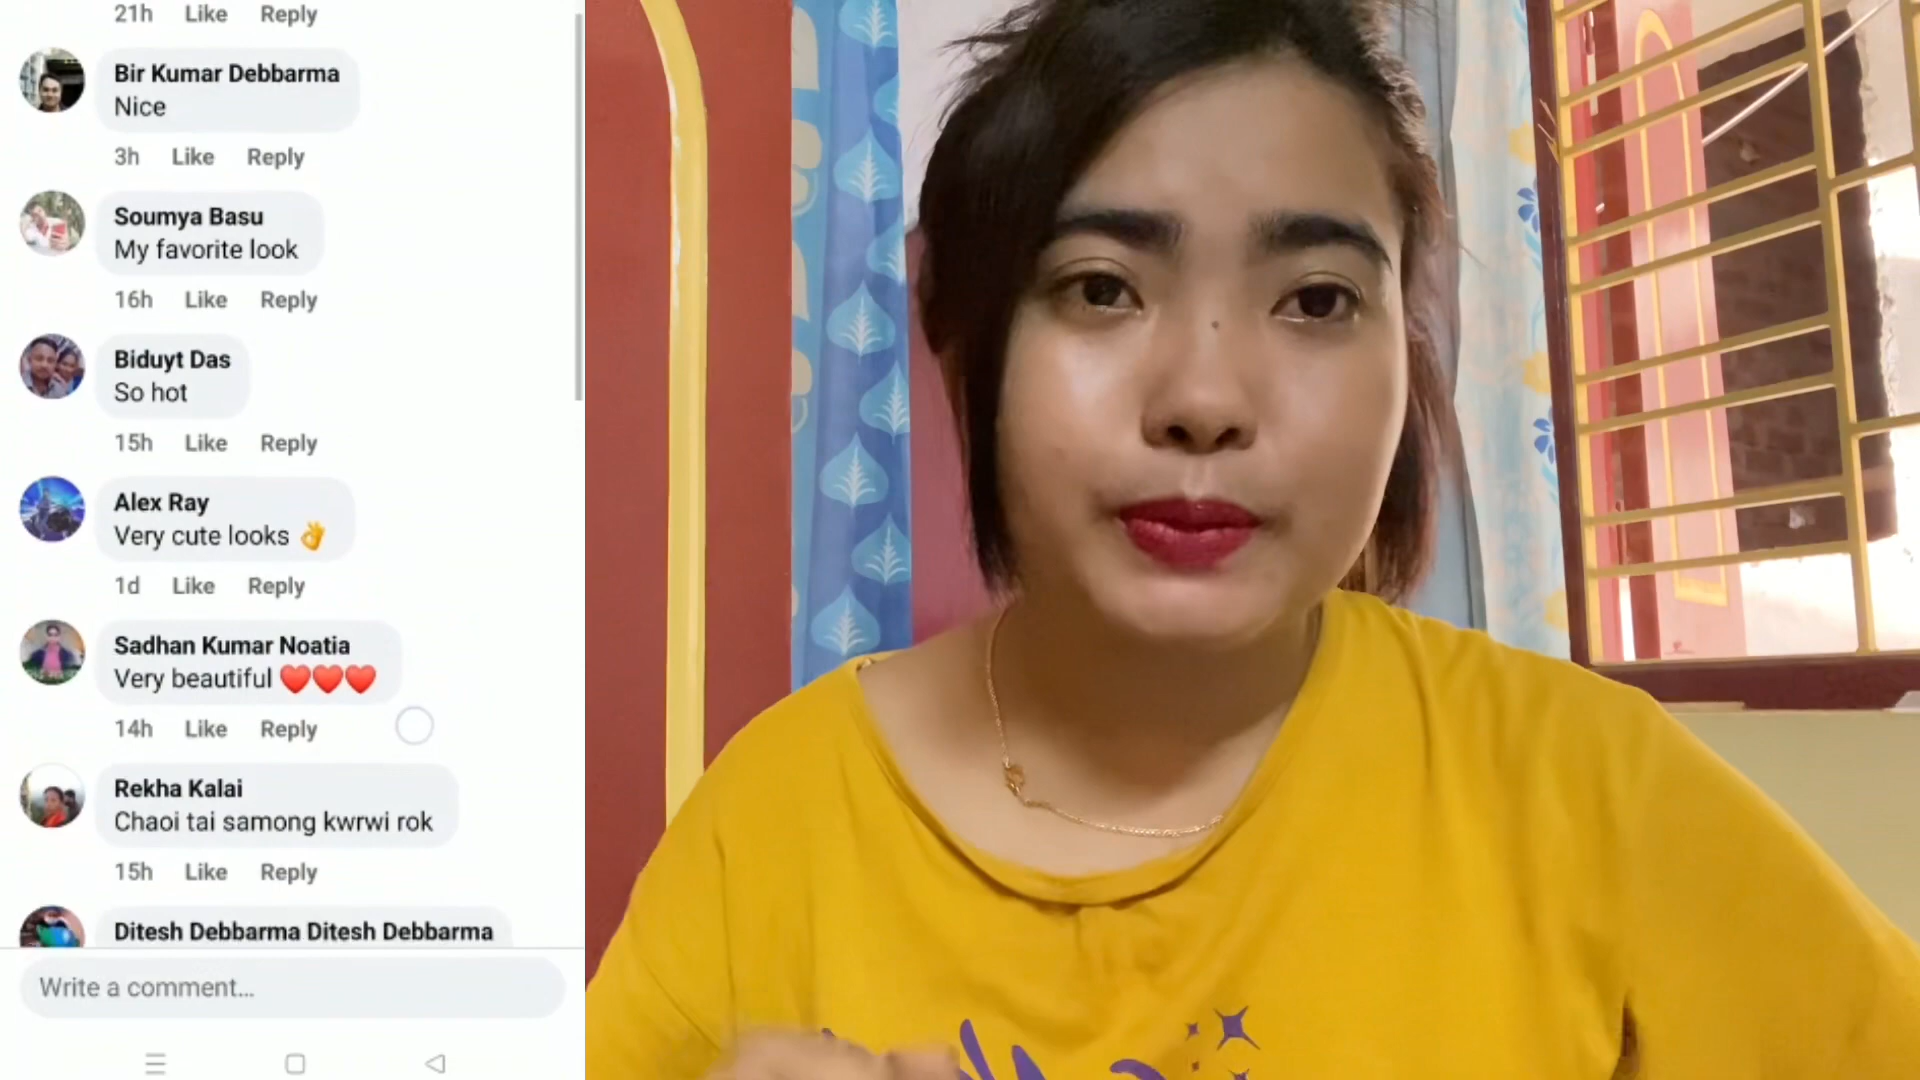 21h Like Reply
Bir Kumar Debbarma
Nice
3h Like Reply
Soumya Basu
My favorite look
16h Like Reply
Biduyt Das
So hot
15h Like Reply
Alex Ray
Very cute looks 👌
1d Like Reply
Sadhan Kumar Noatia
Very beautiful ❤️❤️❤️
14h Like Reply
Rekha Kalai
Chaoi tai samong kwrwi rok
15h Like Reply
Ditesh Debbarma Ditesh Debbarma
Write a comment...